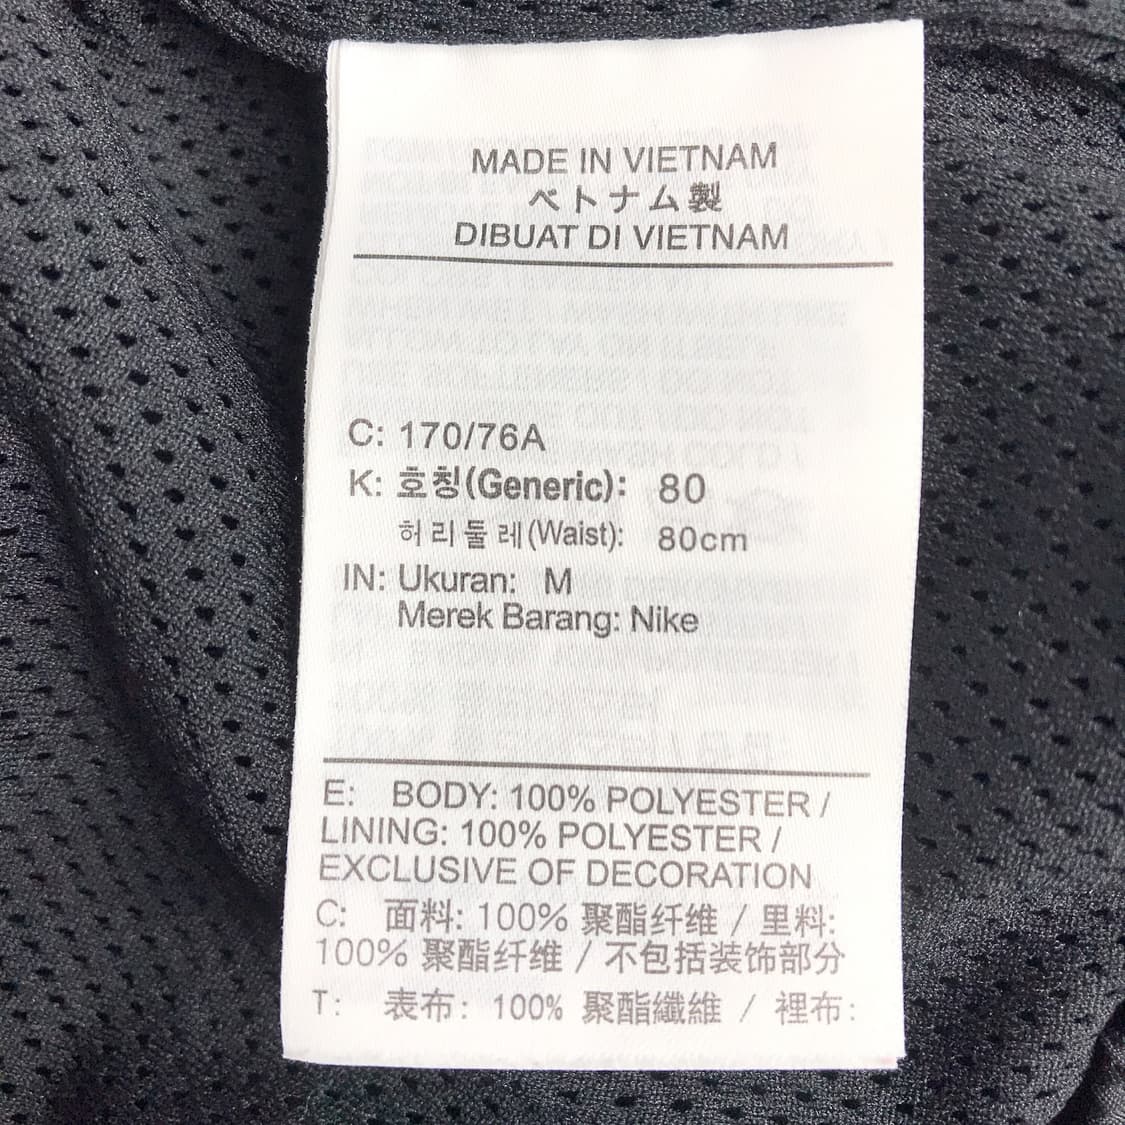 MADE IN VIETNAM
ベトナム製
DIBUAT DI VIETNAM
C: 170/76A
K: 호칭(Generic): 80
허리둘레(Waist): 80cm
IN: Ukuran: M
Merek Barang: Nike
E: BODY: 100% POLYESTER /
LINING: 100% POLYESTER /
EXCLUSIVE OF DECORATION
C: 面料: 100% 聚酯纤维 / 里料:
100% 聚酯纤维 / 不包括装饰部分
T: 表布: 100% 聚酯纖維 / 裡布: